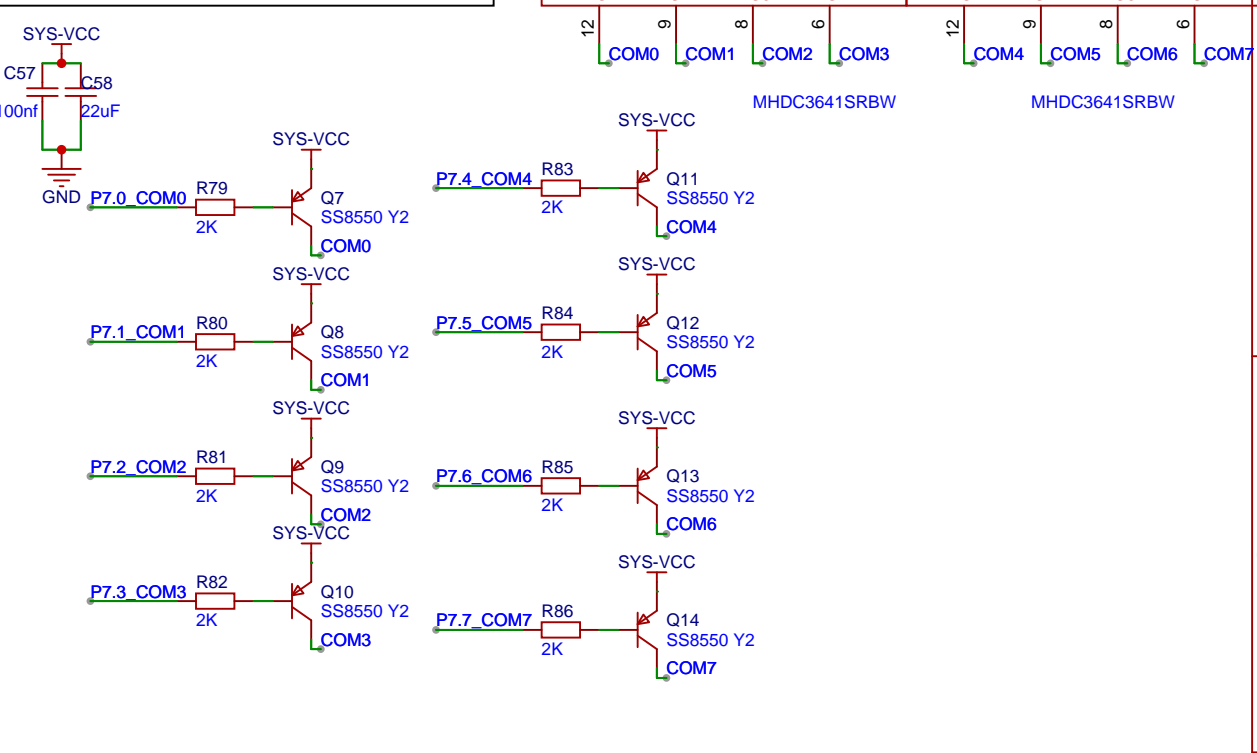 12 9 8 6 12 9 8 6
COM0 COM1 COM2 COM3 COM4 COM5 COM6 COM7
MHDC3641SRBW MHDC3641SRBW
SYS-VCC
C57 C58
100nf 22uF
GND
SYS-VCC
P7.0_COM0 R79 Q7
2K SS8550 Y2
COM0
SYS-VCC
P7.1_COM1 R80 Q8
2K SS8550 Y2
COM1
SYS-VCC
P7.2_COM2 R81 Q9
2K SS8550 Y2
COM2
SYS-VCC
P7.3_COM3 R82 Q10
2K SS8550 Y2
COM3
SYS-VCC
P7.4_COM4 R83 Q11
2K SS8550 Y2
COM4
SYS-VCC
P7.5_COM5 R84 Q12
2K SS8550 Y2
COM5
SYS-VCC
P7.6_COM6 R85 Q13
2K SS8550 Y2
COM6
SYS-VCC
P7.7_COM7 R86 Q14
2K SS8550 Y2
COM7